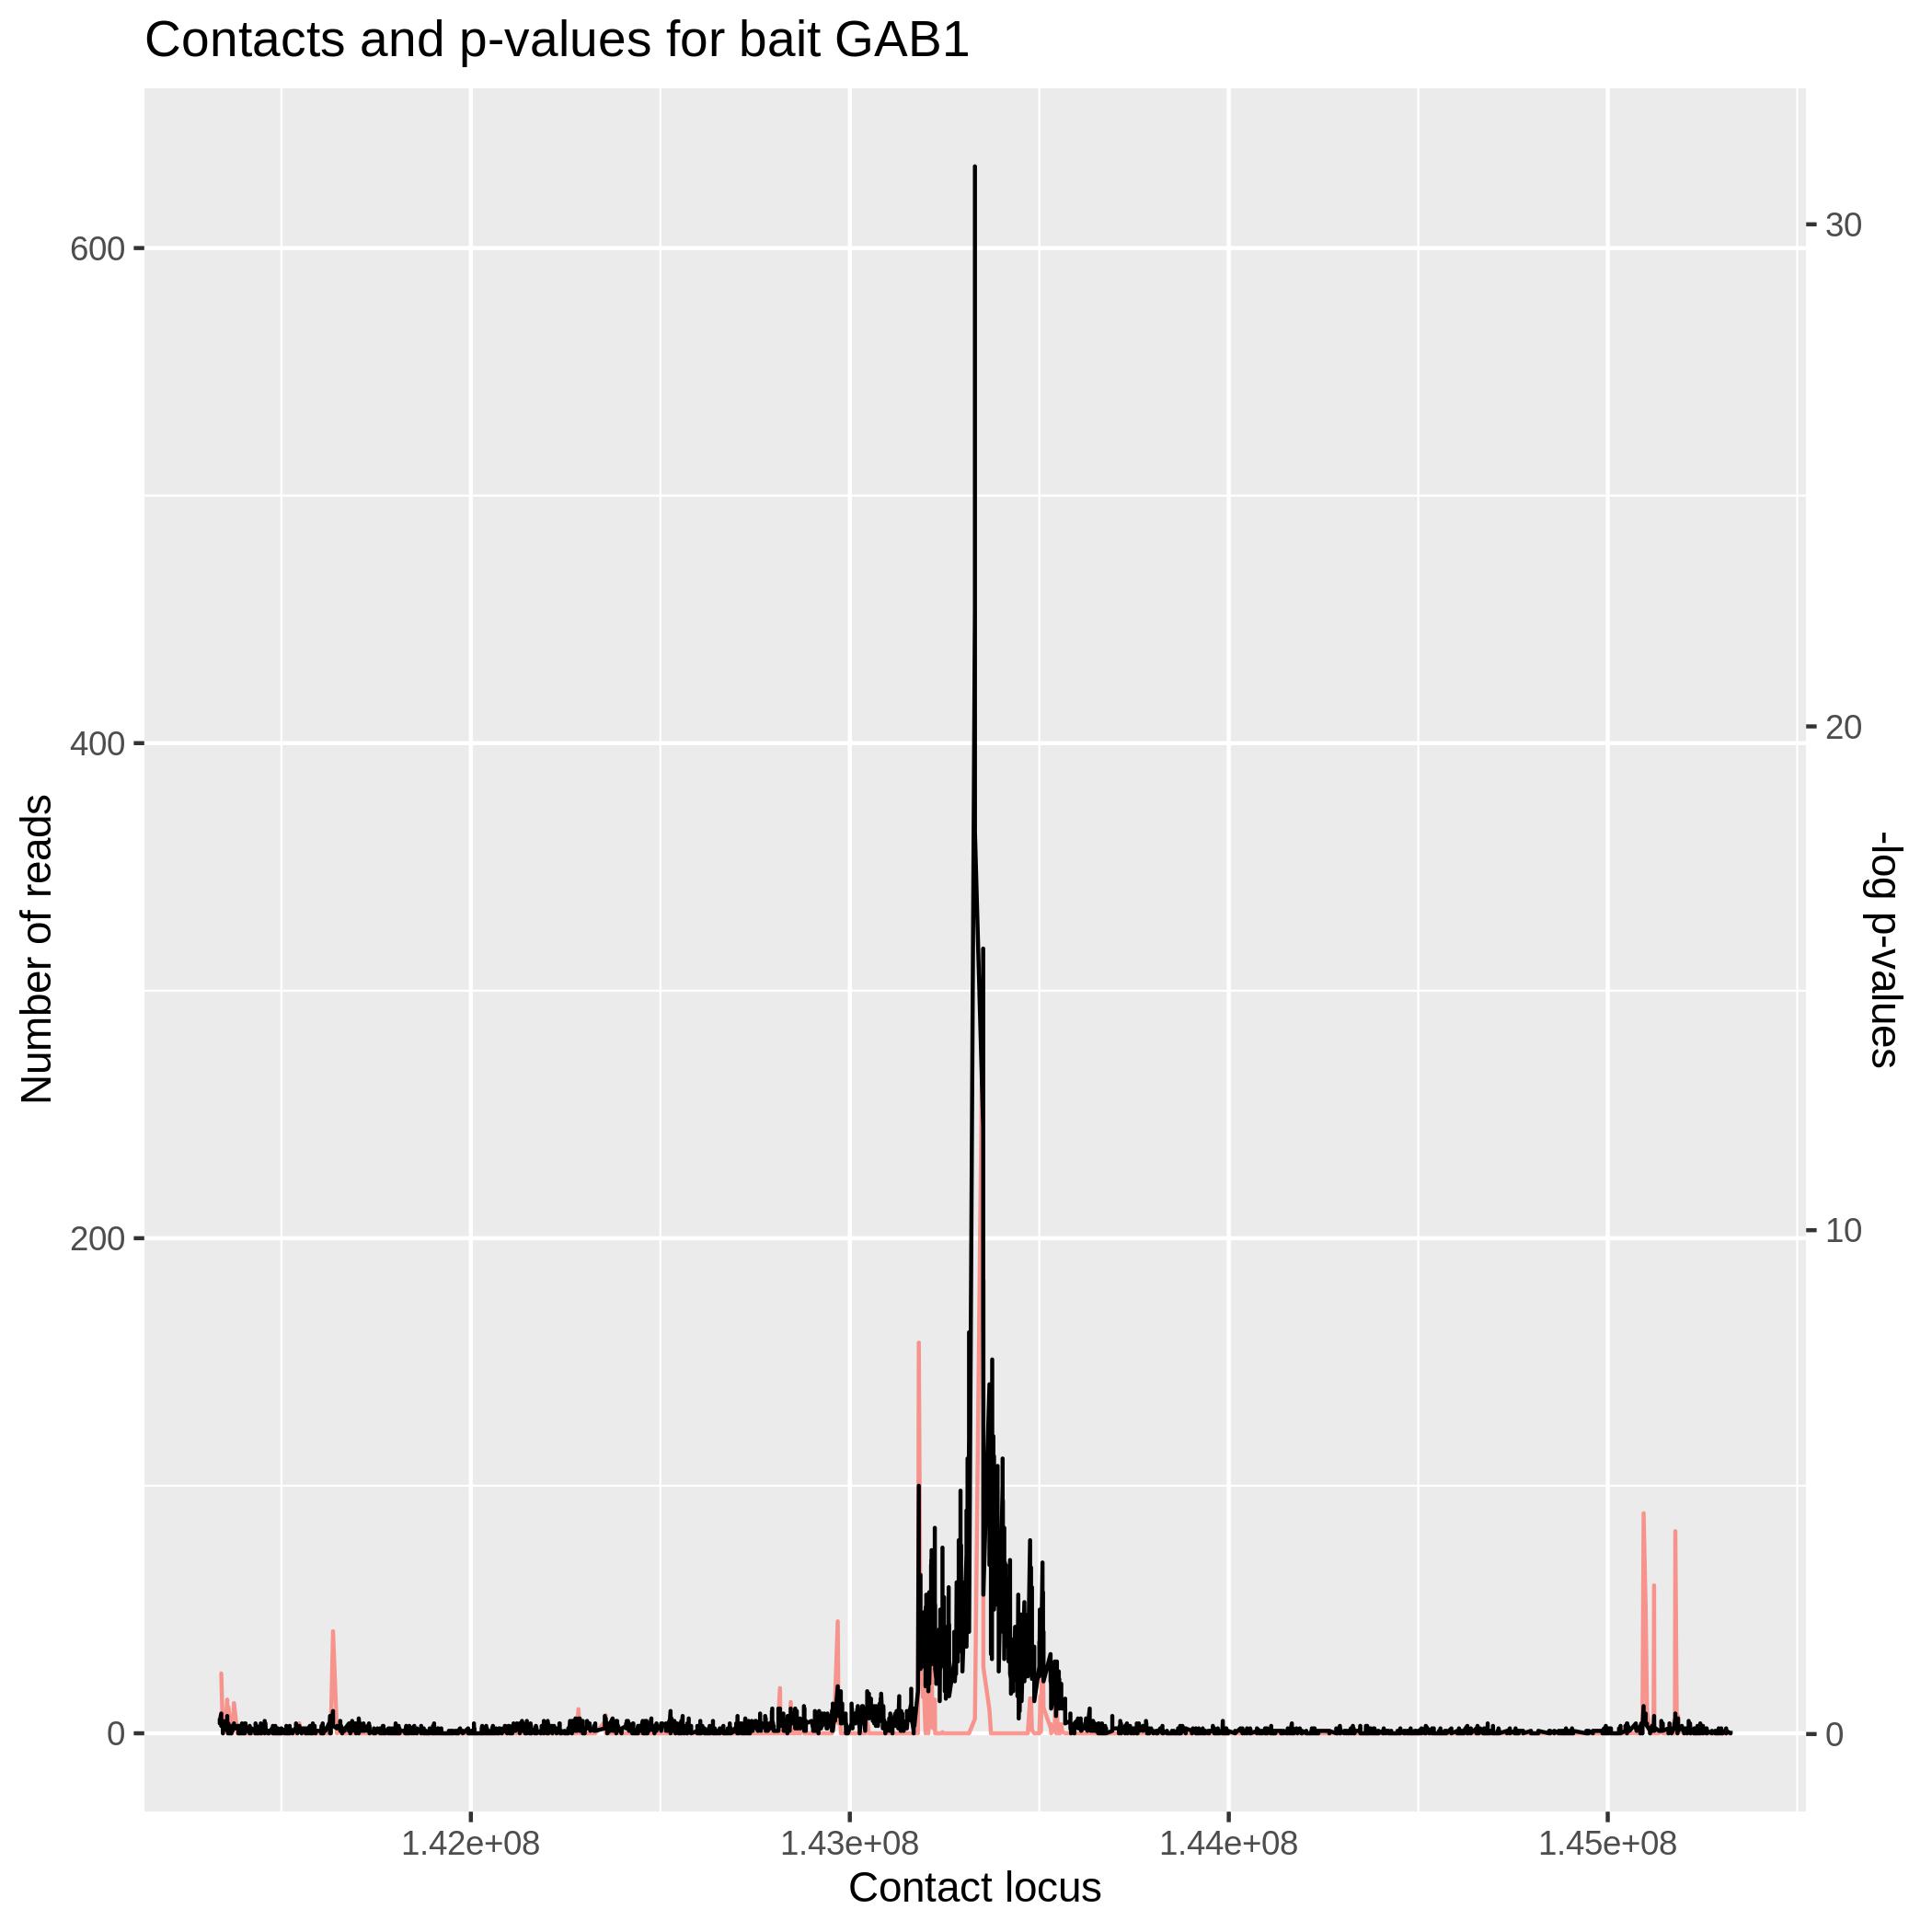 Contacts and p-values for bait GAB1
600
400
200
0
Number of reads
30
20
10
0
-log p-values
1.42e+08
1.43e+08
1.44e+08
1.45e+08
Contact locus